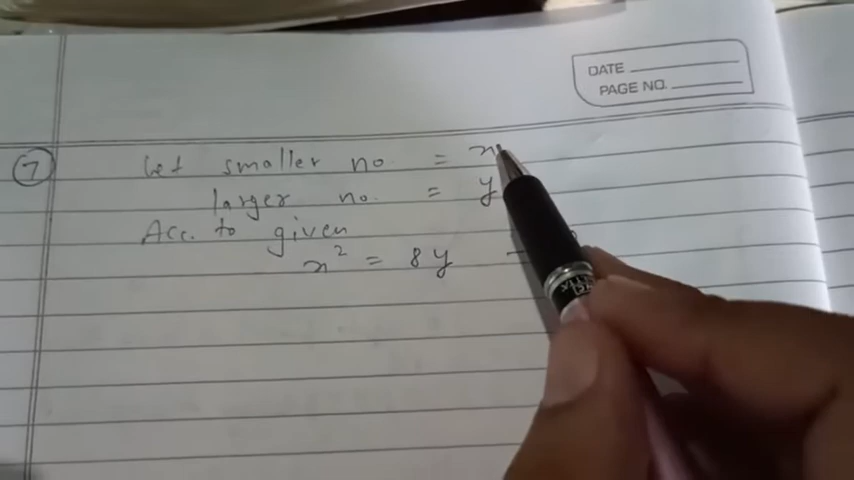 DATE
PAGE NO.
7 Let smaller no. = x
larger no. = y
Acc. to given
x² = 8y —